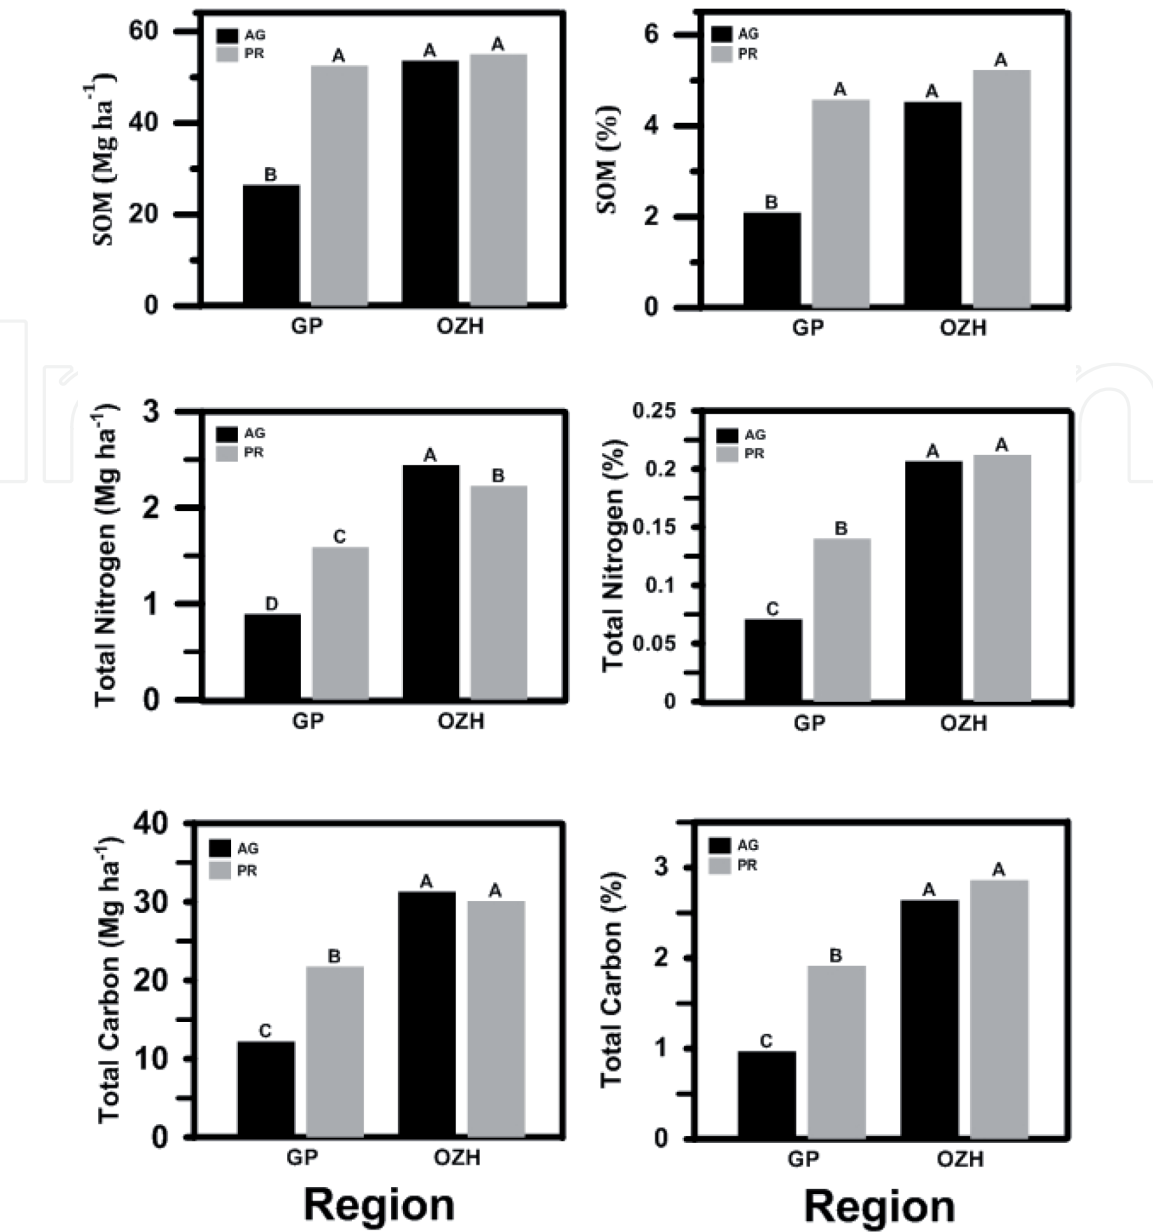 SOM (Mg ha⁻¹)
60
40
20
0
AG
PR
B
A
A
A
GP
OZH
SOM (%)
6
4
2
0
AG
PR
B
A
A
A
GP
OZH
Total Nitrogen (Mg ha⁻¹)
3
2
1
0
AG
PR
D
C
A
B
GP
OZH
Total Nitrogen (%)
0.25
0.2
0.15
0.1
0.05
0
AG
PR
C
B
A
A
GP
OZH
Total Carbon (Mg ha⁻¹)
40
30
20
10
0
AG
PR
C
B
A
A
GP
OZH
Region
Total Carbon (%)
3
2
1
0
AG
PR
C
B
A
A
GP
OZH
Region